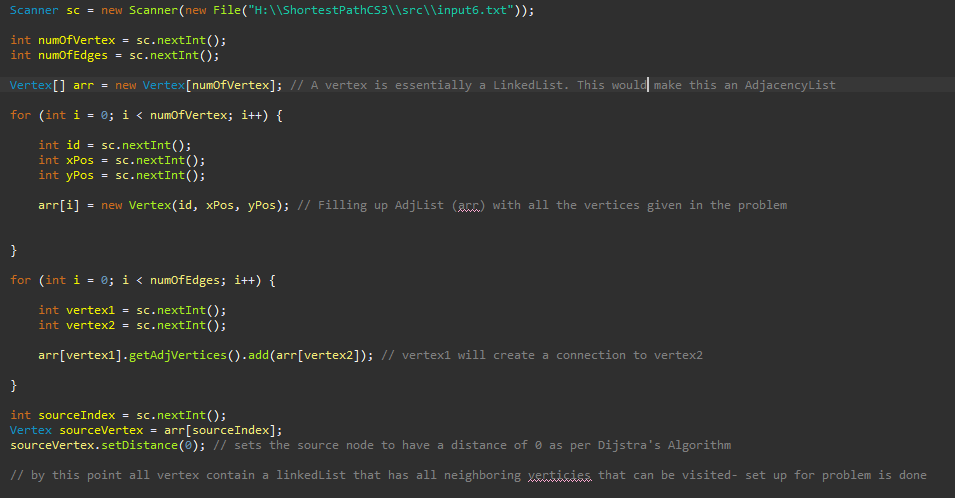 Scanner sc = new Scanner(new File("H:\\ShortestPathCS3\\src\\input6.txt"));
int numOfVertex = sc.nextInt();
int numOfEdges = sc.nextInt();
Vertex[] arr = new Vertex[numOfVertex]; // A vertex is essentially a LinkedList. This would make this an AdjacencyList
for (int i = 0; i < numOfVertex; i++) {
int id = sc.nextInt();
int xPos = sc.nextInt();
int yPos = sc.nextInt();
arr[i] = new Vertex(id, xPos, yPos); // Filling up AdjList (arr) with all the vertices given in the problem
}
for (int i = 0; i < numOfEdges; i++) {
int vertex1 = sc.nextInt();
int vertex2 = sc.nextInt();
arr[vertex1].getAdjVertices().add(arr[vertex2]); // vertex1 will create a connection to vertex2
}
int sourceIndex = sc.nextInt();
Vertex sourceVertex = arr[sourceIndex];
sourceVertex.setDistance(0); // sets the source node to have a distance of 0 as per Dijstra's Algorithm
// by this point all vertex contain a linkedList that has all neighboring verticies that can be visited- set up for problem is done